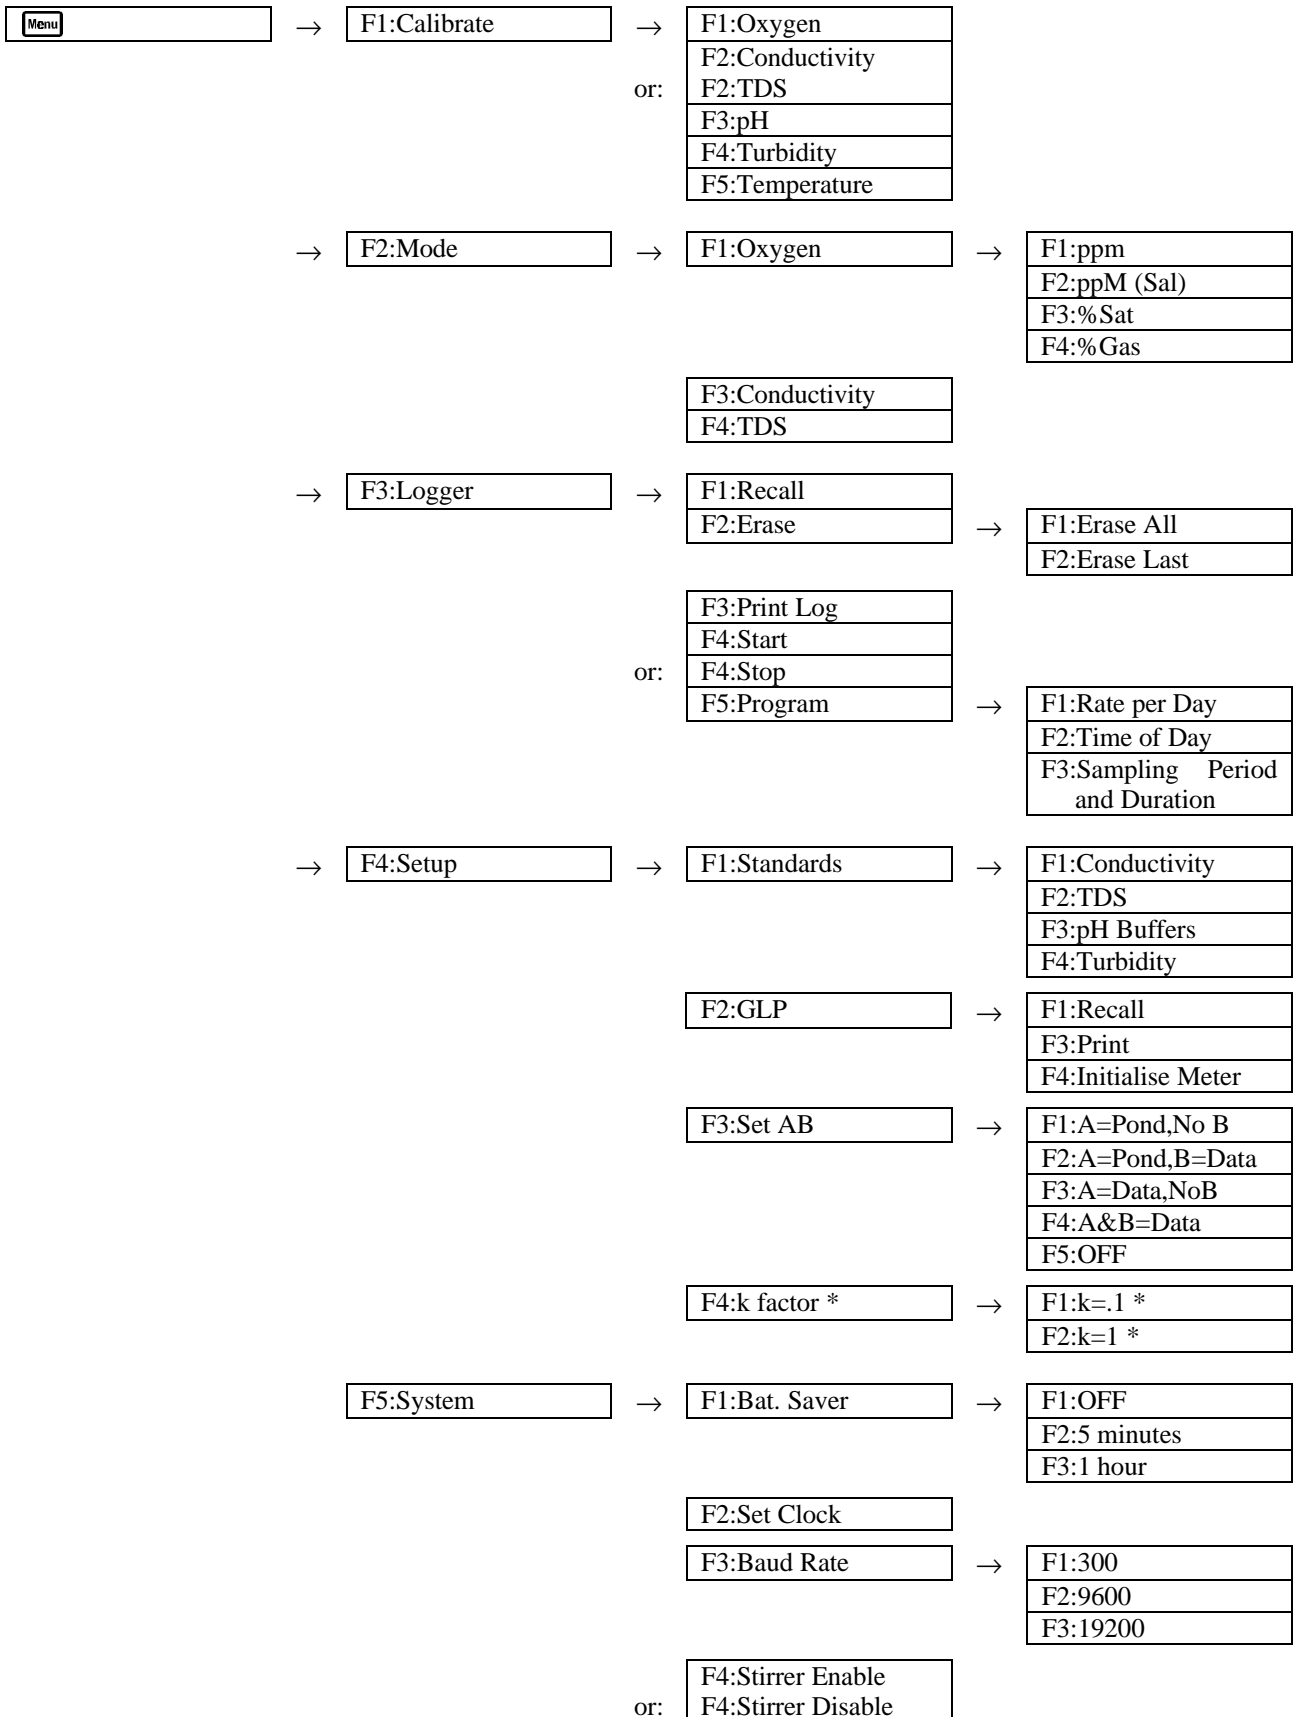 Menu → F1:Calibrate → F1:Oxygen
F2:Conductivity
or: F2:TDS
F3:pH
F4:Turbidity
F5:Temperature
→ F2:Mode → F1:Oxygen → F1:ppm
F2:ppM (Sal)
F3:%Sat
F4:%Gas
F3:Conductivity
F4:TDS
→ F3:Logger → F1:Recall
F2:Erase → F1:Erase All
F2:Erase Last
F3:Print Log
F4:Start
or: F4:Stop
F5:Program → F1:Rate per Day
F2:Time of Day
F3:Sampling Period
and Duration
→ F4:Setup → F1:Standards → F1:Conductivity
F2:TDS
F3:pH Buffers
F4:Turbidity
F2:GLP → F1:Recall
F3:Print
F4:Initialise Meter
F3:Set AB → F1:A=Pond,No B
F2:A=Pond,B=Data
F3:A=Data,NoB
F4:A&B=Data
F5:OFF
F4:k factor * → F1:k=.1 *
F2:k=1 *
F5:System → F1:Bat. Saver → F1:OFF
F2:5 minutes
F3:1 hour
F2:Set Clock
F3:Baud Rate → F1:300
F2:9600
F3:19200
F4:Stirrer Enable
or: F4:Stirrer Disable